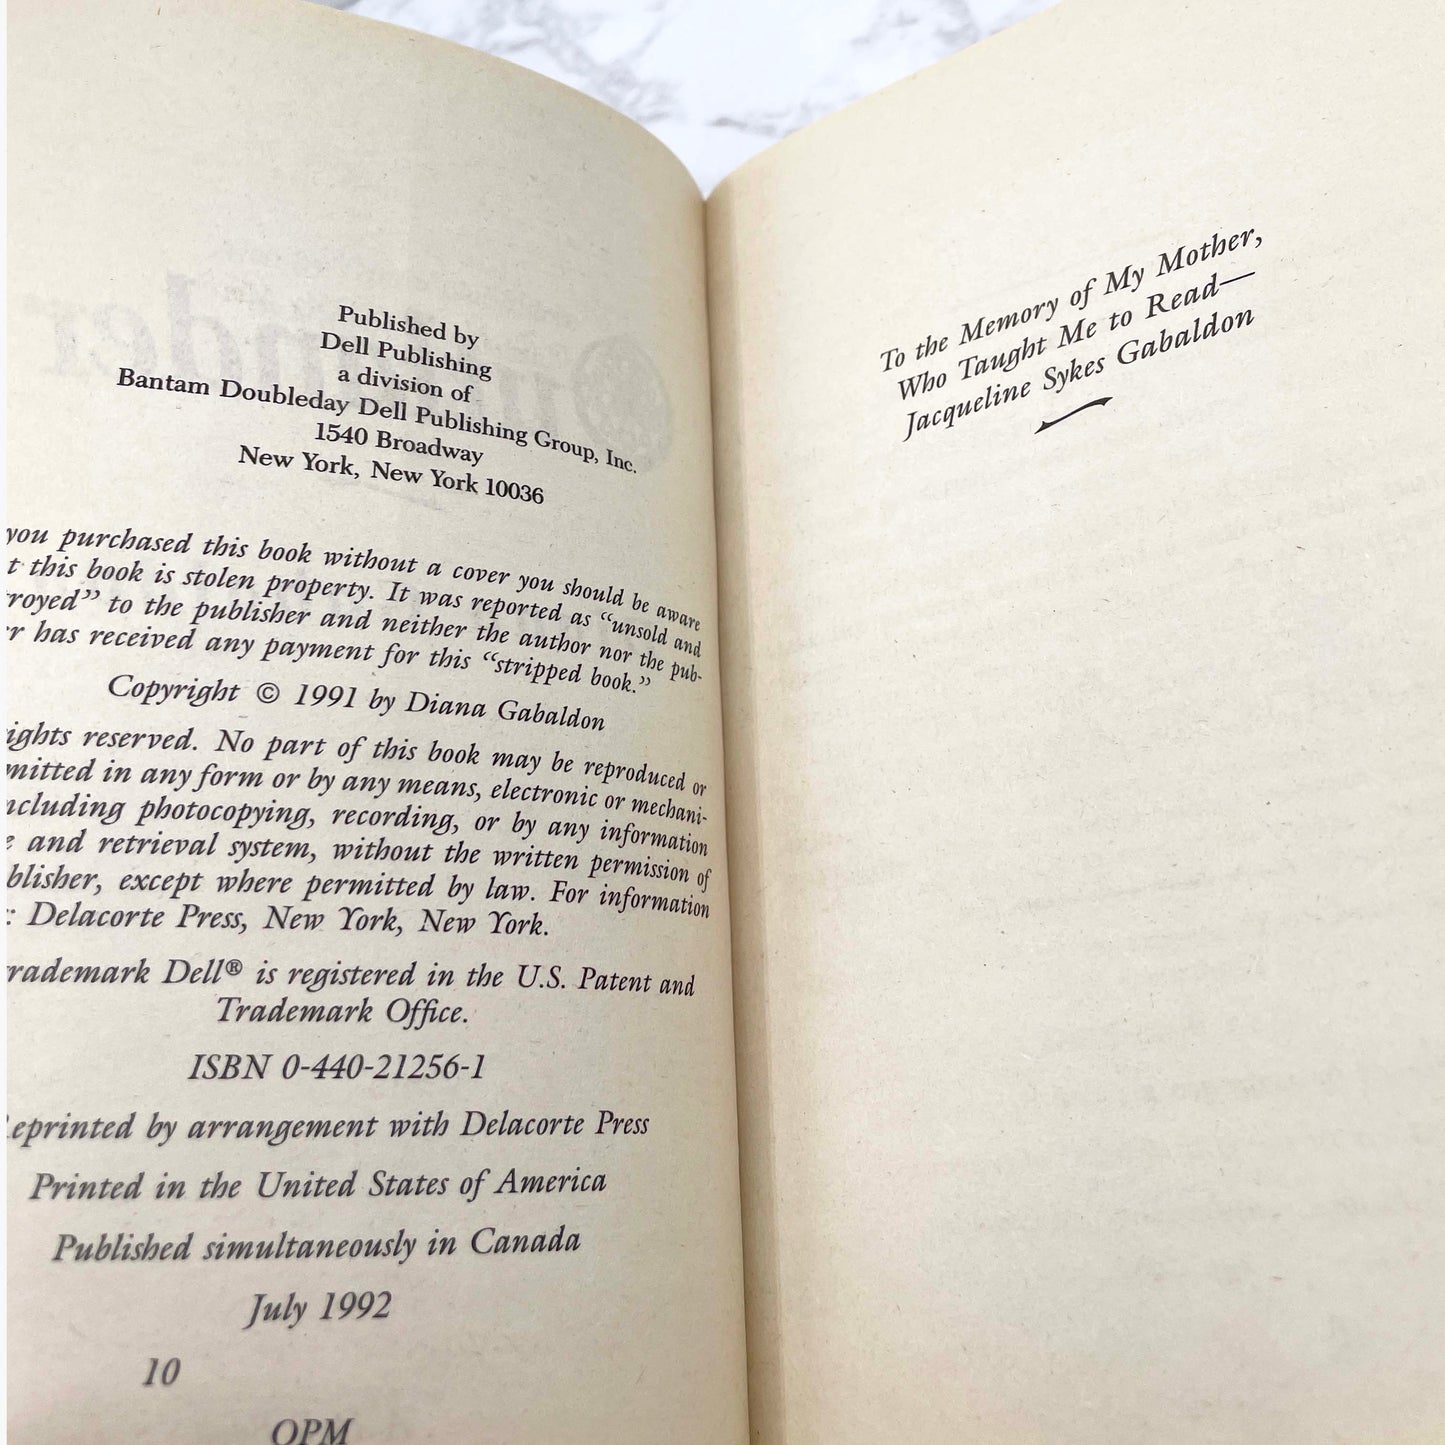 Published by
Dell Publishing
a division of
Bantam Doubleday Dell Publishing Group, Inc.
1540 Broadway
New York, New York 10036
you purchased this book without a cover you should be aware
t this book is stolen property. It was reported as “unsold and
royed” to the publisher and neither the author nor the pub-
er has received any payment for this “stripped book.”
Copyright © 1991 by Diana Gabaldon
ights reserved. No part of this book may be reproduced or
mitted in any form or by any means, electronic or mechani-
ncluding photocopying, recording, or by any information
e and retrieval system, without the written permission of
blisher, except where permitted by law. For information
: Delacorte Press, New York, New York.
rademark Dell® is registered in the U.S. Patent and
Trademark Office.
ISBN 0-440-21256-1
eprinted by arrangement with Delacorte Press
Printed in the United States of America
Published simultaneously in Canada
July 1992
10
OPM
To the Memory of My Mother,
Who Taught Me to Read—
Jacqueline Sykes Gabaldon